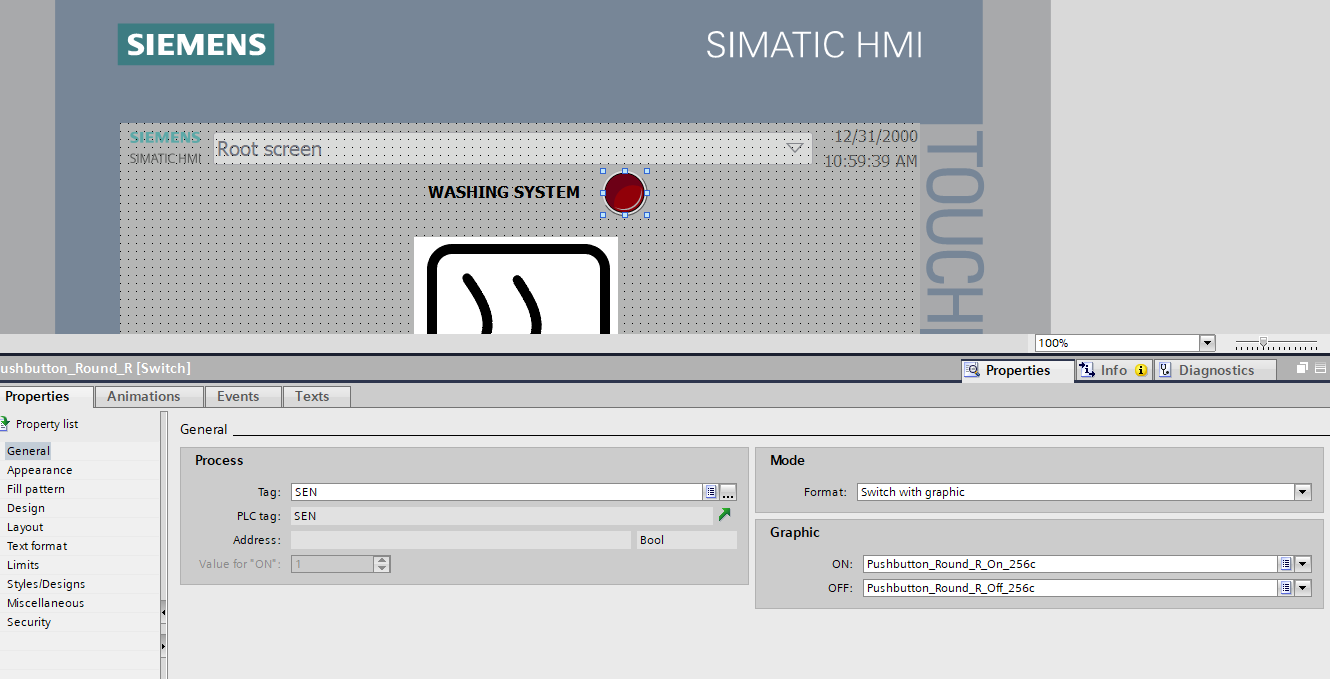 SIEMENS
SIMATIC HMI
SIEMENS
SIMATIC HMI
Root screen
12/31/2000
10:59:39 AM
TOUCH
WASHING SYSTEM
100%
ushbutton_Round_R [Switch]
Properties
Info
Diagnostics
Properties
Animations
Events
Texts
Property list
General
Appearance
Fill pattern
Design
Layout
Text format
Limits
Styles/Designs
Miscellaneous
Security
General
Process
Tag: SEN
...
PLC tag: SEN
Address:
Bool
Value for "ON": 1
Mode
Format: Switch with graphic
Graphic
ON: Pushbutton_Round_R_On_256c
OFF: Pushbutton_Round_R_Off_256c